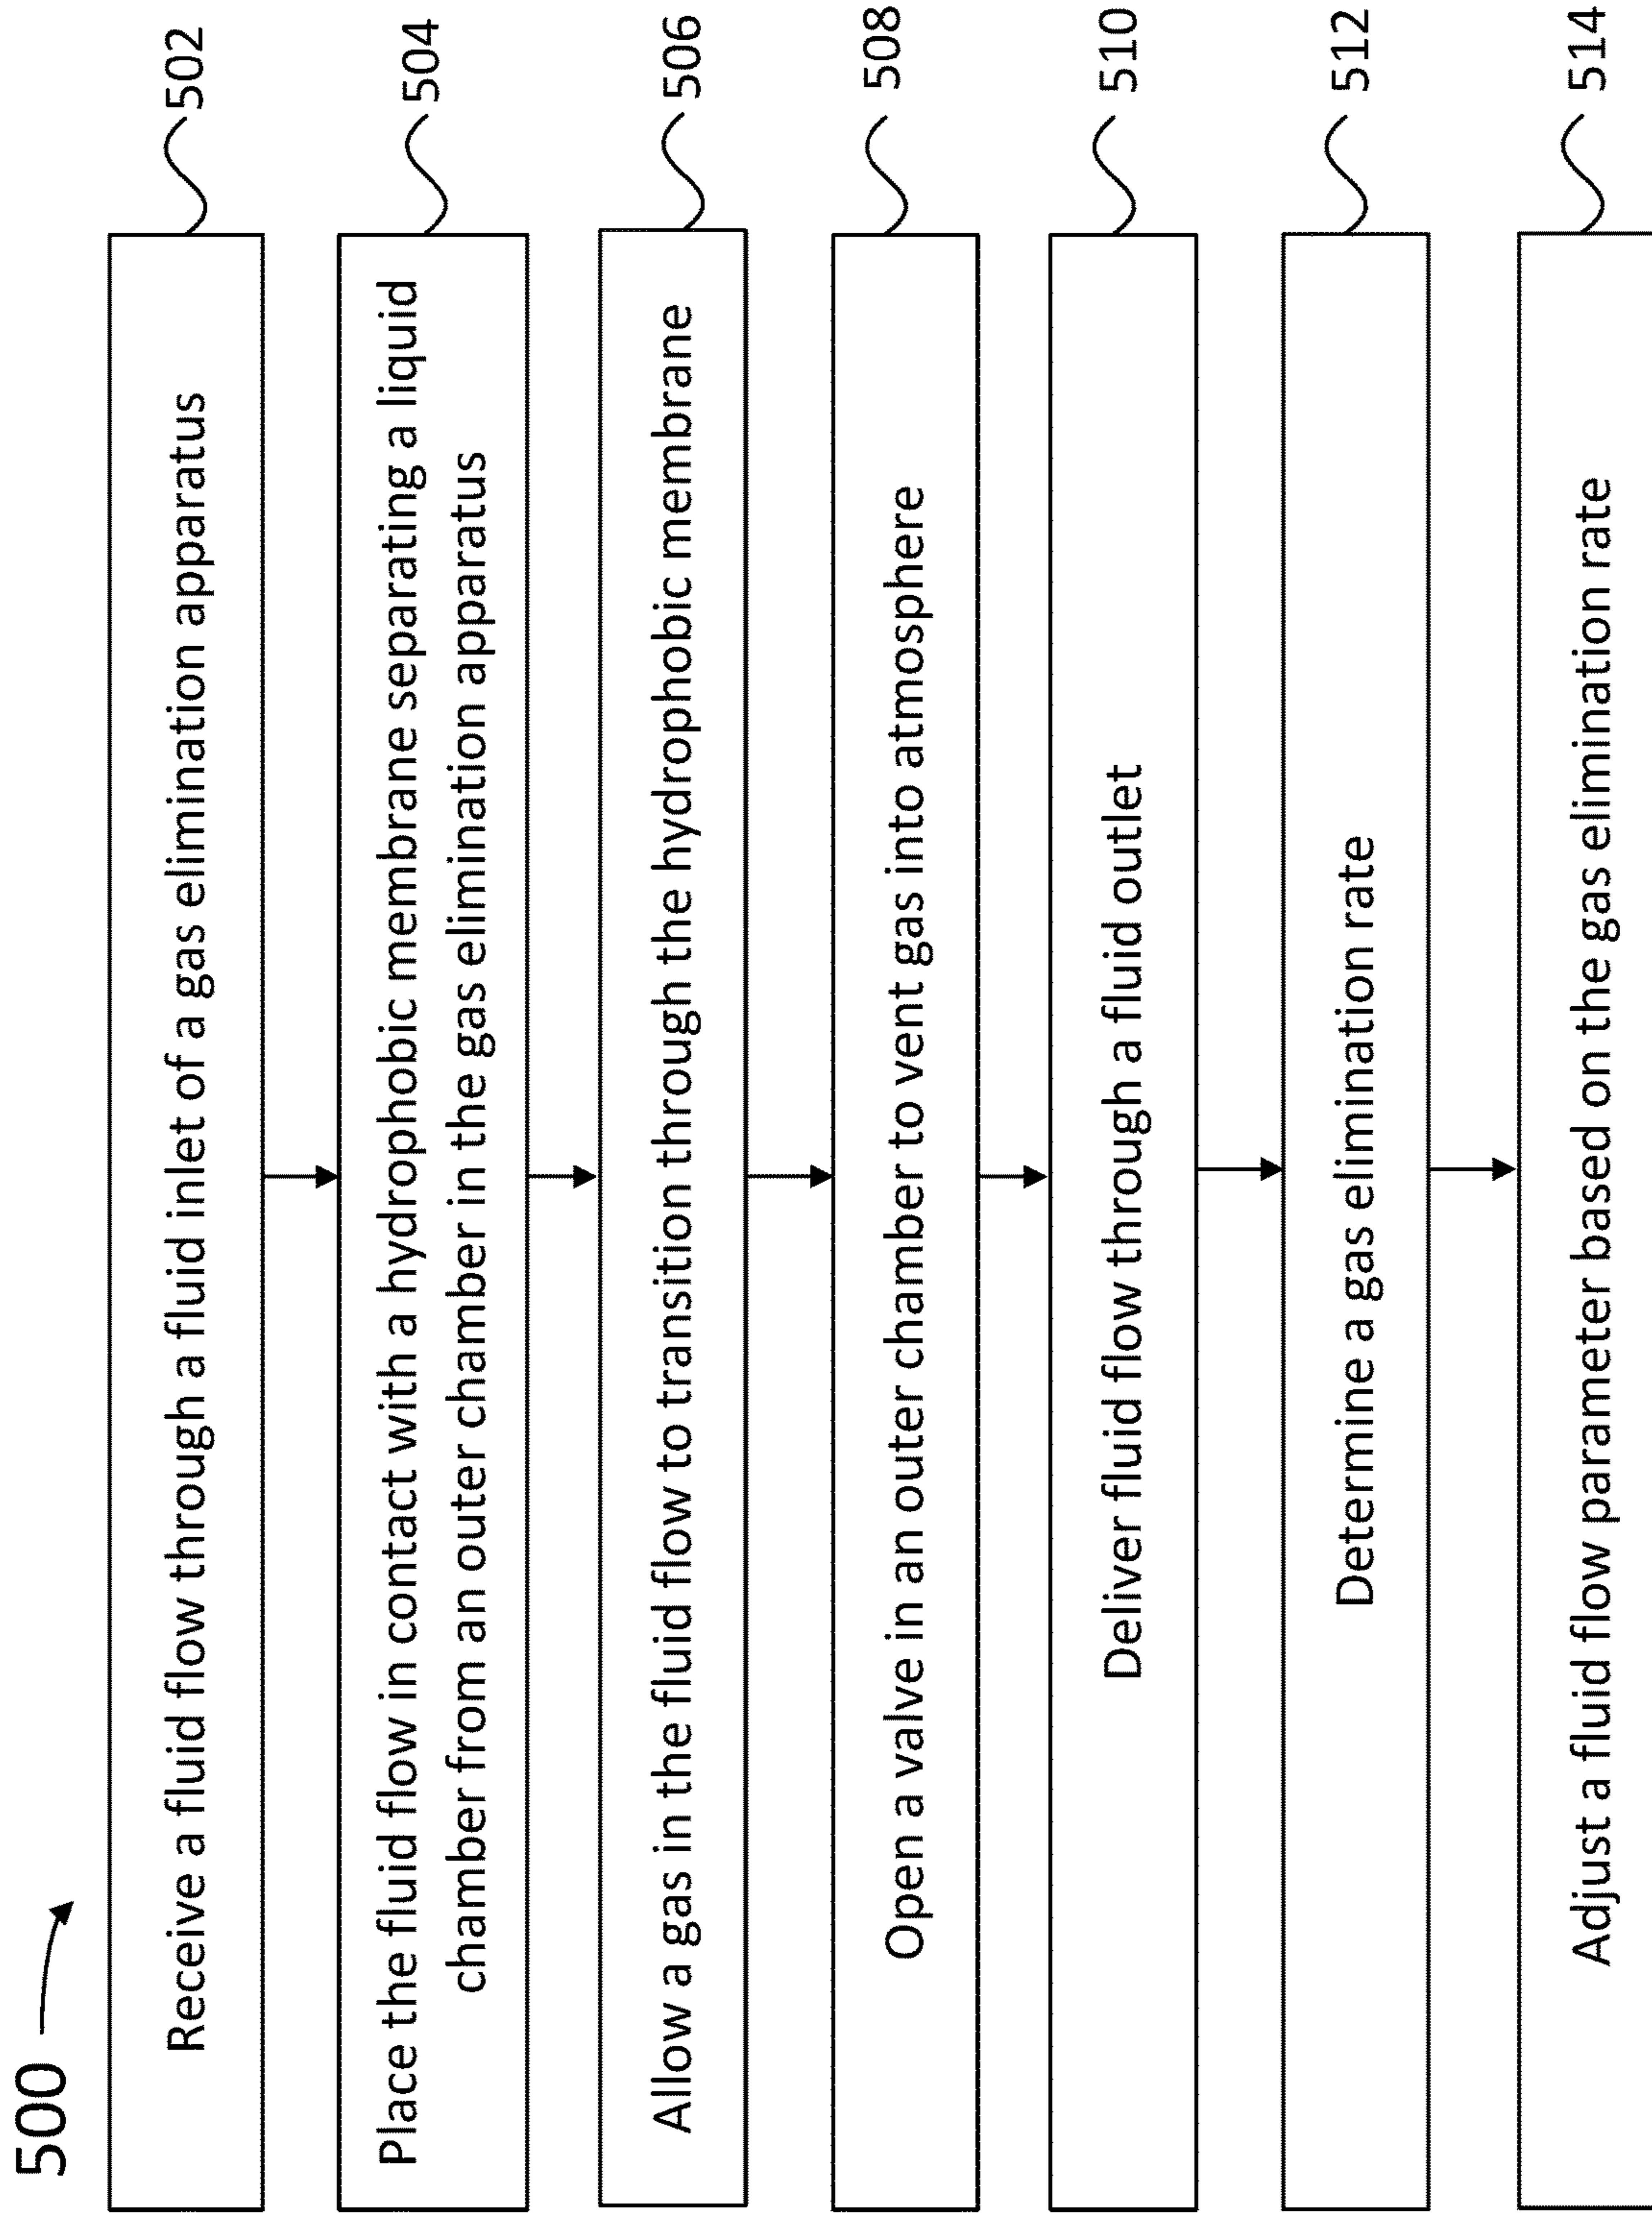 500
Receive a fluid flow through a fluid inlet of a gas elimination apparatus
502
Place the fluid flow in contact with a hydrophobic membrane separating a liquid
chamber from an outer chamber in the gas elimination apparatus
504
Allow a gas in the fluid flow to transition through the hydrophobic membrane
506
Open a valve in an outer chamber to vent gas into atmosphere
508
Deliver fluid flow through a fluid outlet
510
Determine a gas elimination rate
512
Adjust a fluid flow parameter based on the gas elimination rate
514